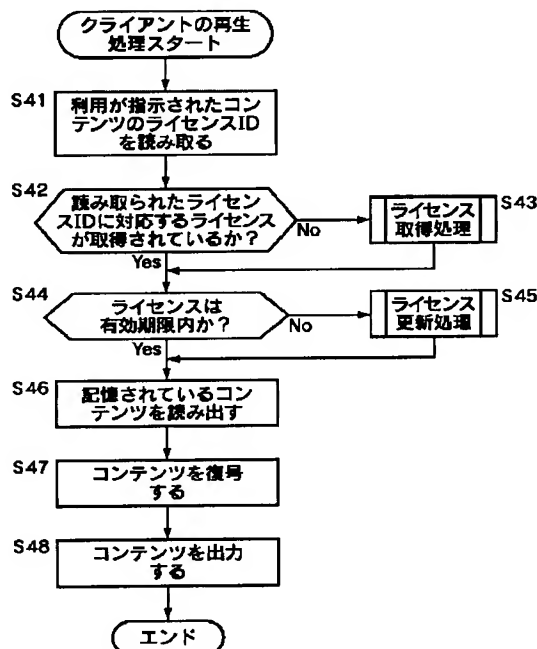 クライアントの再生
処理スタート
S41
利用が指示されたコン
テンツのライセンスID
を読み取る
S42
読み取られたライセン
スIDに対応するライセンス
が取得されているか?
No
S43
ライセンス
取得処理
Yes
S44
ライセンスは
有効期限内か?
No
S45
ライセンス
更新処理
Yes
S46
記憶されているコン
テンツを読み出す
S47
コンテンツを復号
する
S48
コンテンツを出力
する
エンド